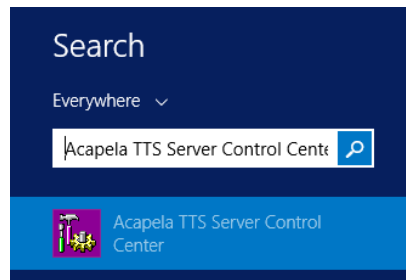 Search
Everywhere
Acapela TTS Server Control Cente
Acapela TTS Server Control
Center